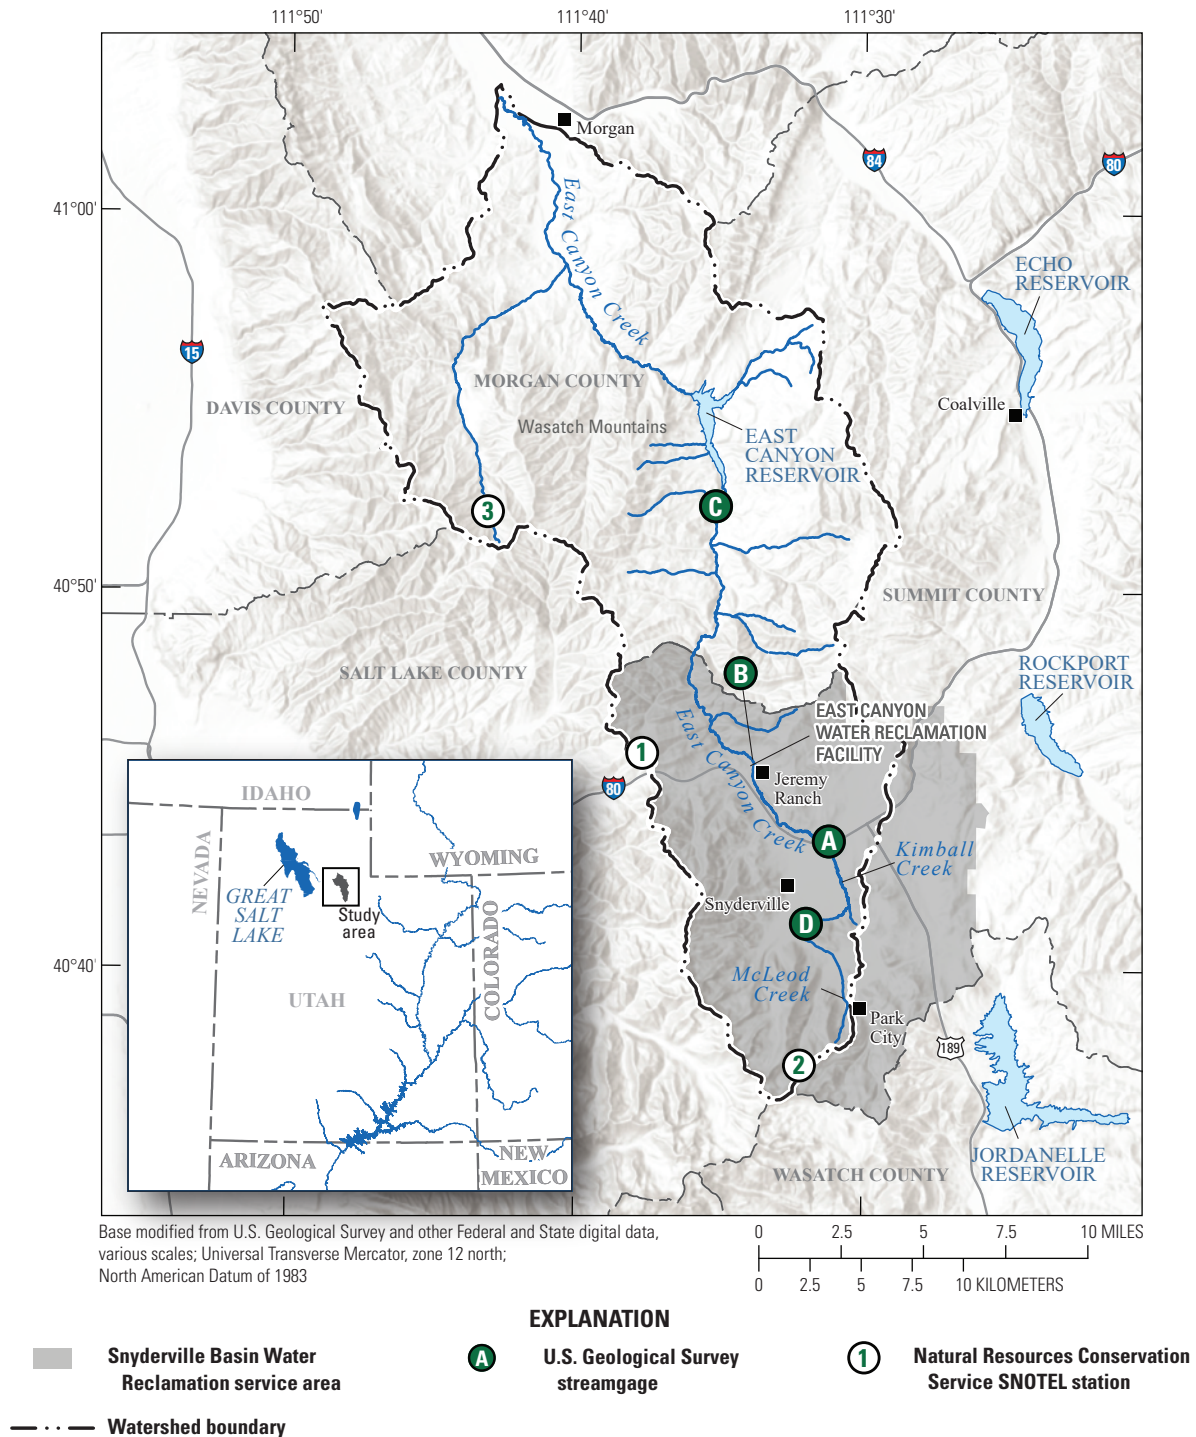 111°50'
111°40'
111°30'
Morgan
84
80
41°00'
East Canyon Creek
ECHO
RESERVOIR
15
MORGAN COUNTY
DAVIS COUNTY
Coalville
Wasatch Mountains
EAST
CANYON
RESERVOIR
C
3
40°50'
SUMMIT COUNTY
SALT LAKE COUNTY
B
ROCKPORT
RESERVOIR
EAST CANYON
WATER RECLAMATION
FACILITY
East Canyon Creek
1
80
Jeremy
Ranch
A
Kimball
Creek
Snyderville
D
40°40'
McLeod
Creek
Park
City
189
2
WASATCH COUNTY
JORDANELLE
RESERVOIR
IDAHO
NEVADA
WYOMING
GREAT
SALT
LAKE
Study
area
COLORADO
UTAH
ARIZONA
NEW
MEXICO
Base modified from U.S. Geological Survey and other Federal and State digital data,
various scales; Universal Transverse Mercator, zone 12 north;
North American Datum of 1983
0 2.5 5 7.5 10 MILES
0 2.5 5 7.5 10 KILOMETERS
EXPLANATION
Snyderville Basin Water
Reclamation service area
A
U.S. Geological Survey
streamgage
1
Natural Resources Conservation
Service SNOTEL station
Watershed boundary